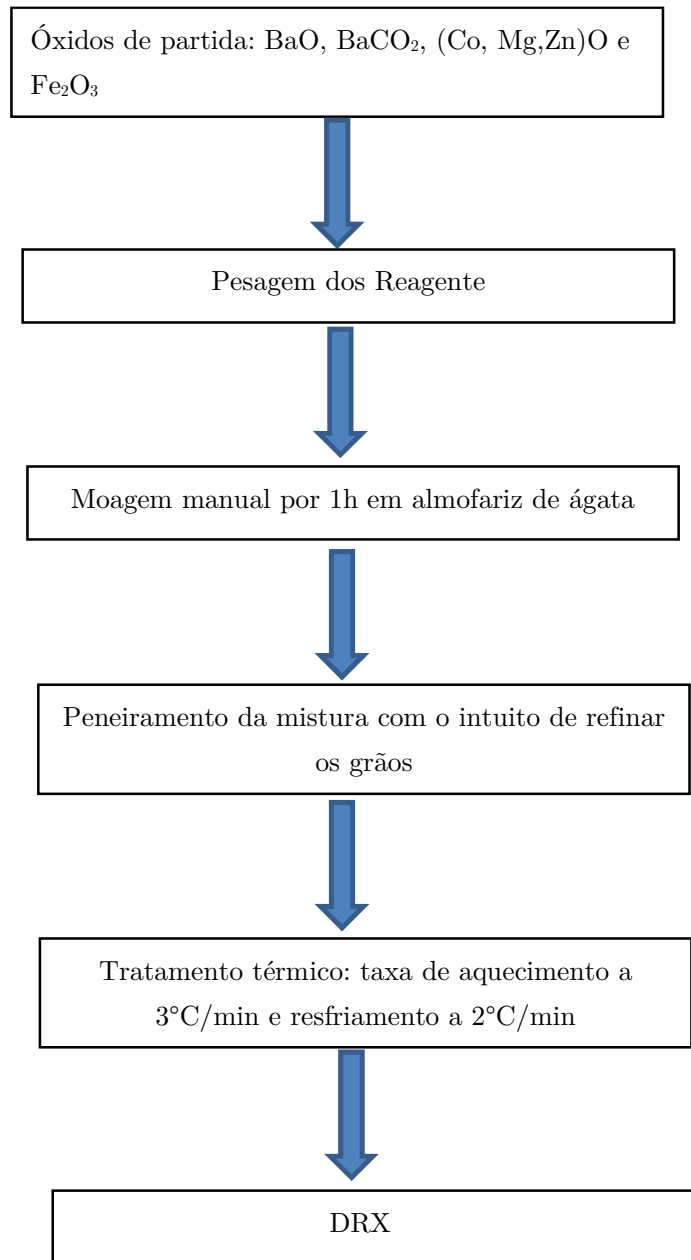 Óxidos de partida: BaO, BaCO₂, (Co, Mg,Zn)O e
Fe₂O₃
Pesagem dos Reagente
Moagem manual por 1h em almofariz de ágata
Peneiramento da mistura com o intuito de refinar
os grãos
Tratamento térmico: taxa de aquecimento a
3°C/min e resfriamento a 2°C/min
DRX